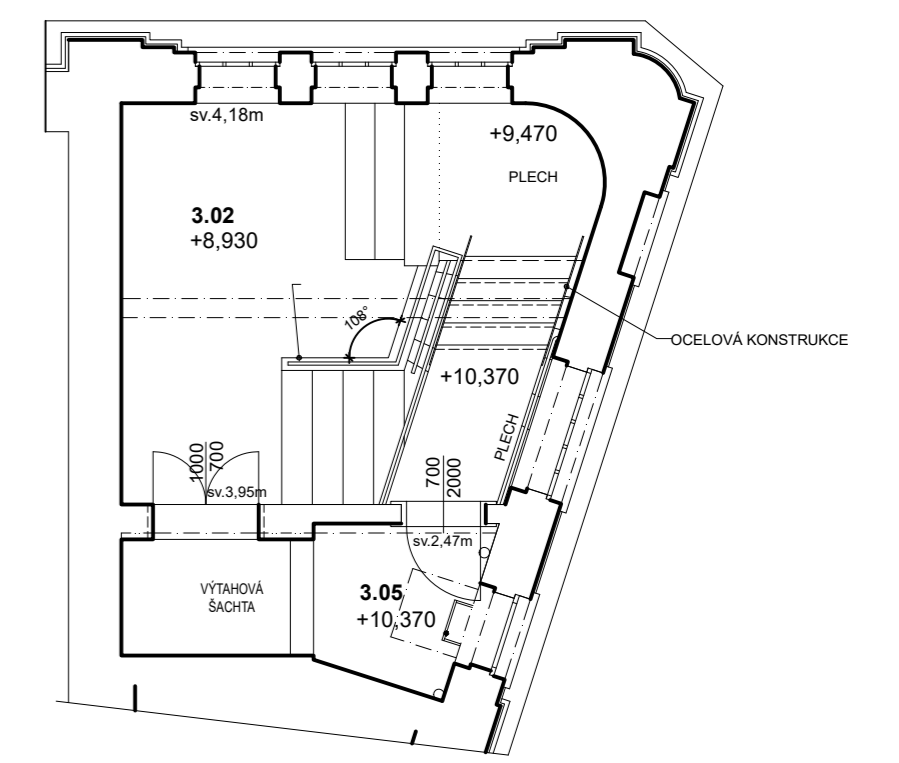 sv.4,18m
+9,470
PLECH
3.02
+8,930
108°
OCELOVÁ KONSTRUKCE
+10,370
PLECH
1000
700
sv.3,95m
700
2000
sv.2,47m
VÝTAHOVÁ
ŠACHTA
3.05
+10,370